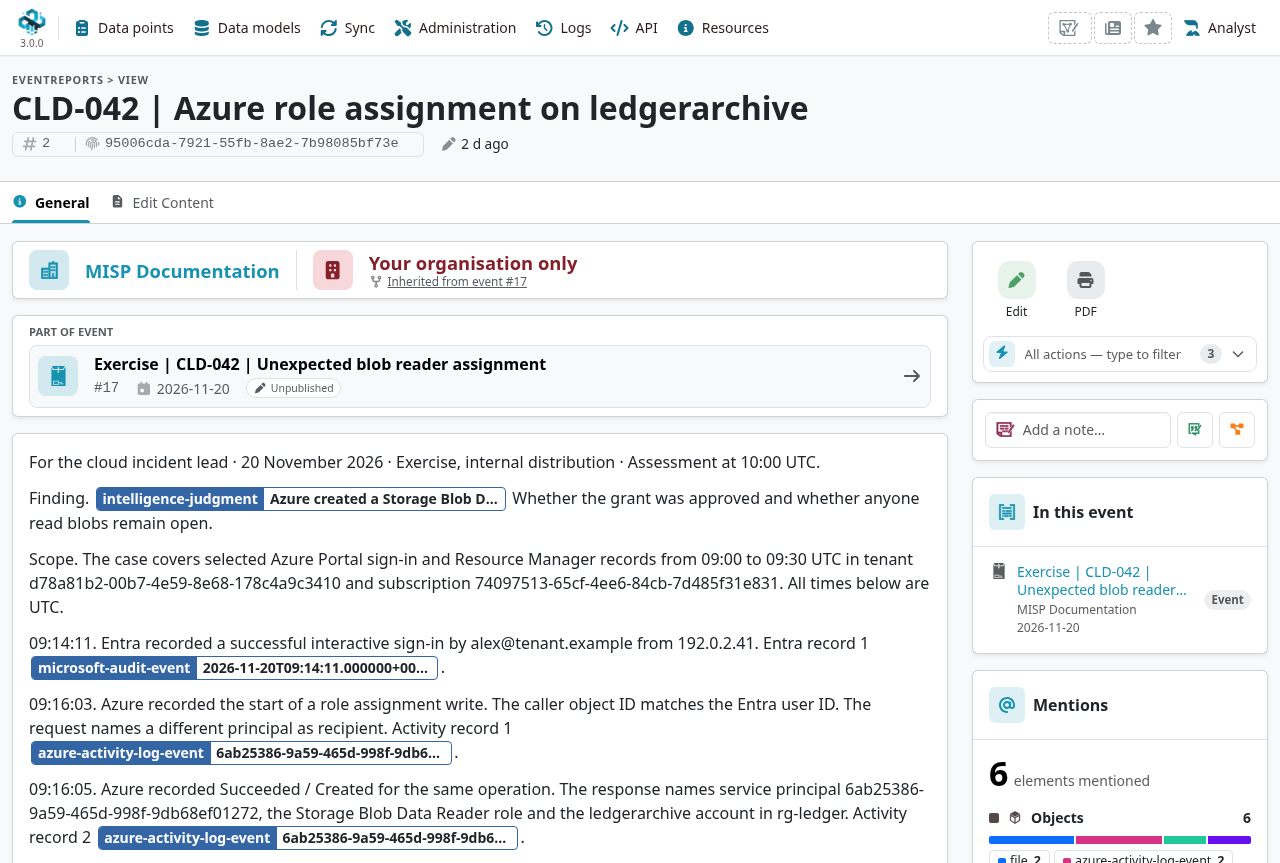 3.0.0
Data points
Data models
Sync
Administration
Logs
API
Resources
Analyst
EVENTREPORTS > VIEW
CLD-042 | Azure role assignment on ledgerarchive
# 2
95006cda-7921-55fb-8ae2-7b98085bf73e
2 d ago
General
Edit Content
MISP Documentation
Your organisation only
Inherited from event #17
PART OF EVENT
Exercise | CLD-042 | Unexpected blob reader assignment
#17
2026-11-20
Unpublished
For the cloud incident lead · 20 November 2026 · Exercise, internal distribution · Assessment at 10:00 UTC.
Finding. intelligence-judgment Azure created a Storage Blob D... Whether the grant was approved and whether anyone
read blobs remain open.
Scope. The case covers selected Azure Portal sign-in and Resource Manager records from 09:00 to 09:30 UTC in tenant
d78a81b2-00b7-4e59-8e68-178c4a9c3410 and subscription 74097513-65cf-4ee6-84cb-7d485f31e831. All times below are
UTC.
09:14:11. Entra recorded a successful interactive sign-in by alex@tenant.example from 192.0.2.41. Entra record 1
microsoft-audit-event 2026-11-20T09:14:11.000000+00... .
09:16:03. Azure recorded the start of a role assignment write. The caller object ID matches the Entra user ID. The
request names a different principal as recipient. Activity record 1
azure-activity-log-event 6ab25386-9a59-465d-998f-9db6... .
09:16:05. Azure recorded Succeeded / Created for the same operation. The response names service principal 6ab25386-
9a59-465d-998f-9db68ef01272, the Storage Blob Data Reader role and the ledgerarchive account in rg-ledger. Activity
record 2 azure-activity-log-event 6ab25386-9a59-465d-998f-9db6... .
Edit
PDF
All actions — type to filter
3
Add a note...
In this event
Exercise | CLD-042 |
Unexpected blob reader...
MISP Documentation
2026-11-20
Event
Mentions
6 elements mentioned
Objects
6
file 2
azure-activity-log-event 2